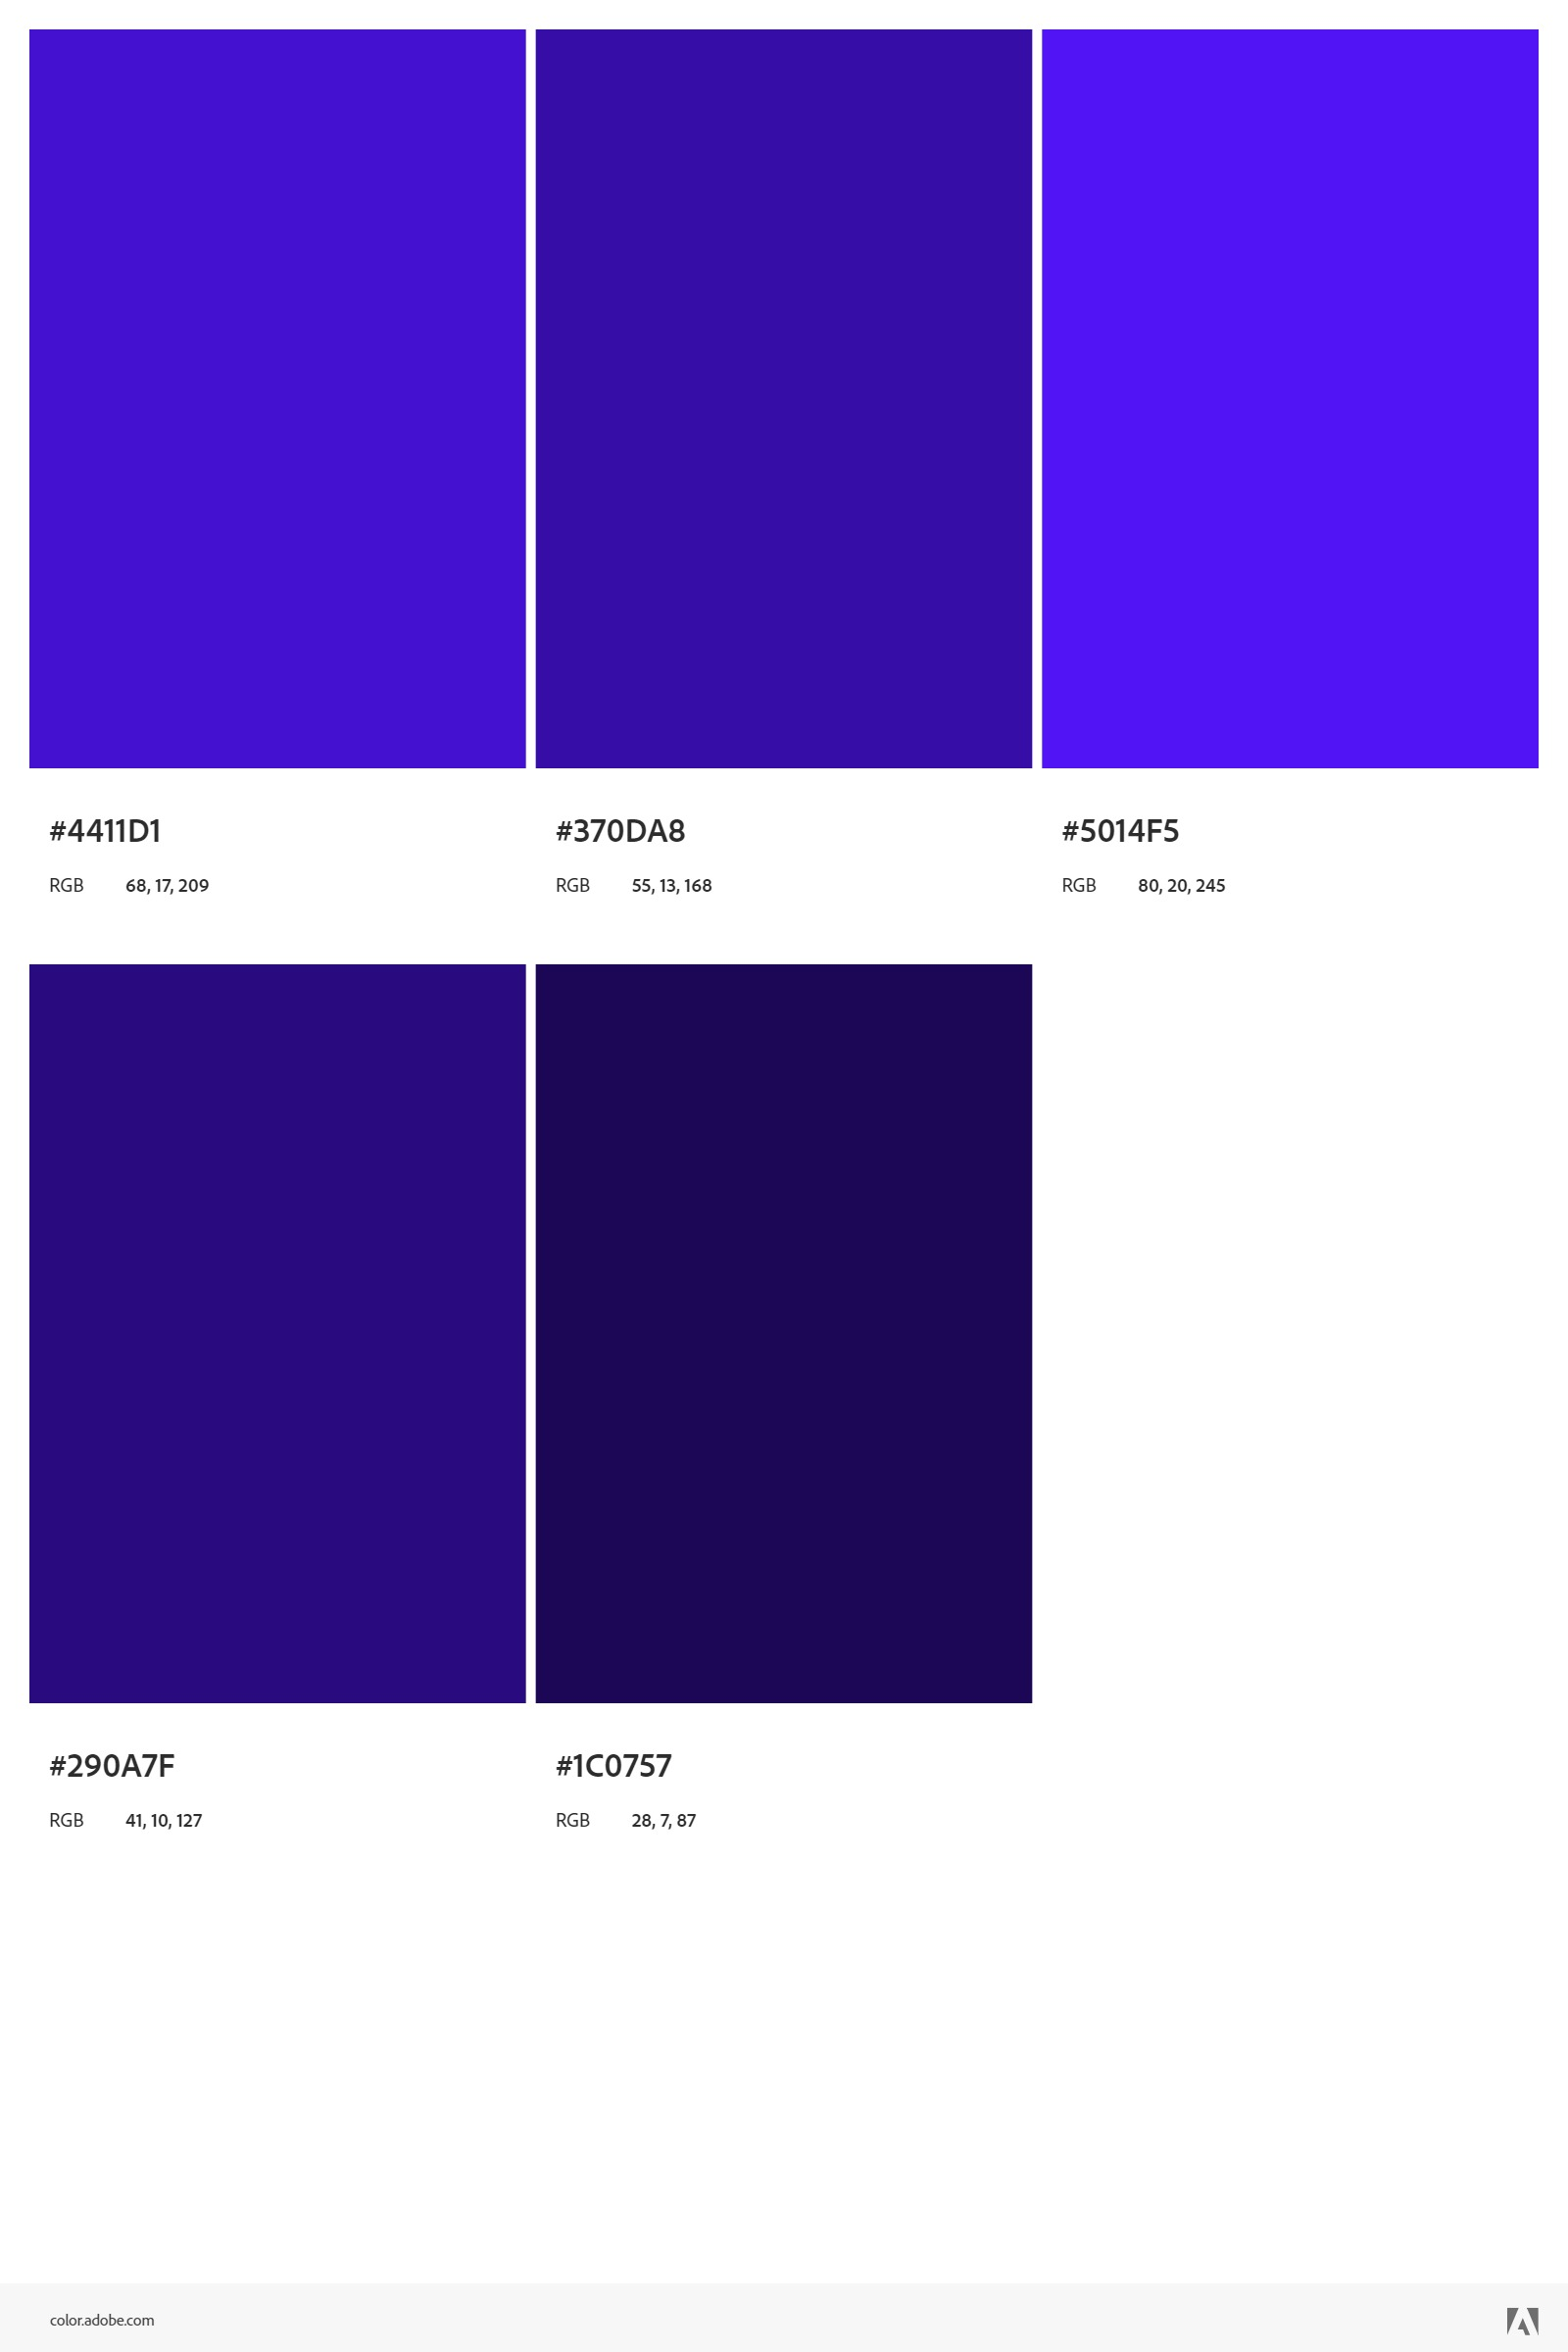 #4411D1 #370DA8 #5014F5
RGB 68, 17, 209 RGB 55, 13, 168 RGB 80, 20, 245
#290A7F #1C0757
RGB 41, 10, 127 RGB 28, 7, 87
color.adobe.com